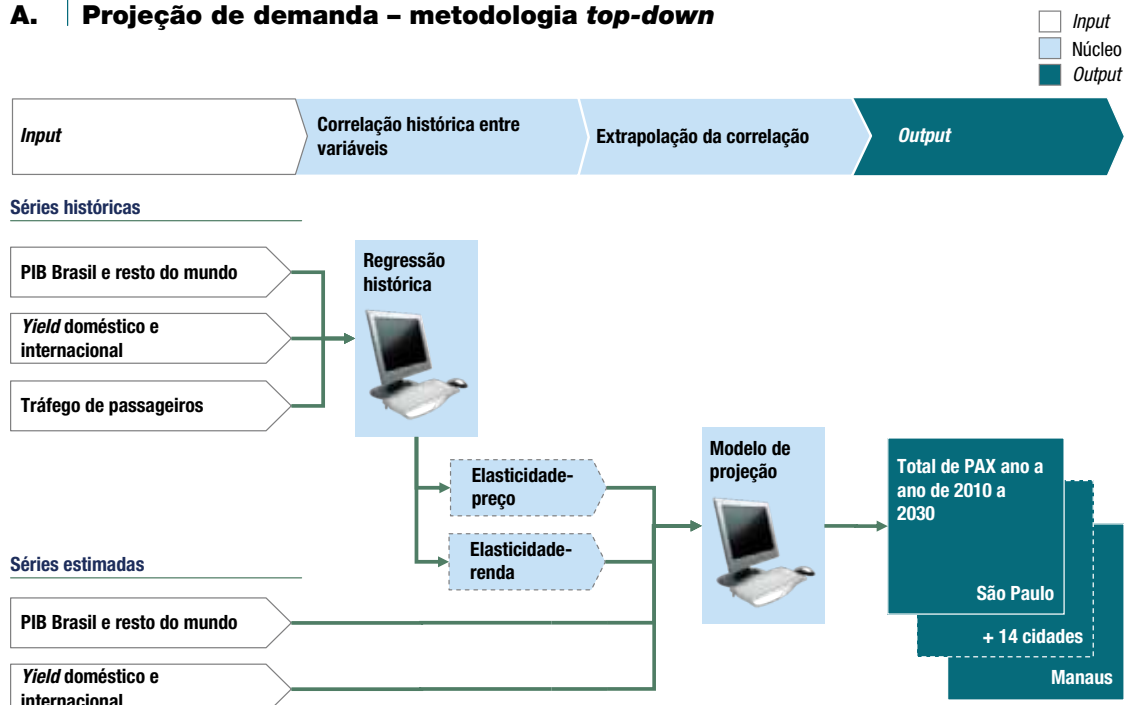 A. Projeção de demanda – metodologia top-down
Input
Núcleo
Output
Input
Correlação histórica entre
variáveis
Extrapolação da correlação
Output
Séries históricas
PIB Brasil e resto do mundo
Yield doméstico e
internacional
Tráfego de passageiros
Regressão
histórica
Elasticidade-
preço
Elasticidade-
renda
Modelo de
projeção
Total de PAX ano a
ano de 2010 a
2030
São Paulo
+ 14 cidades
Manaus
Séries estimadas
PIB Brasil e resto do mundo
Yield doméstico e
internacional